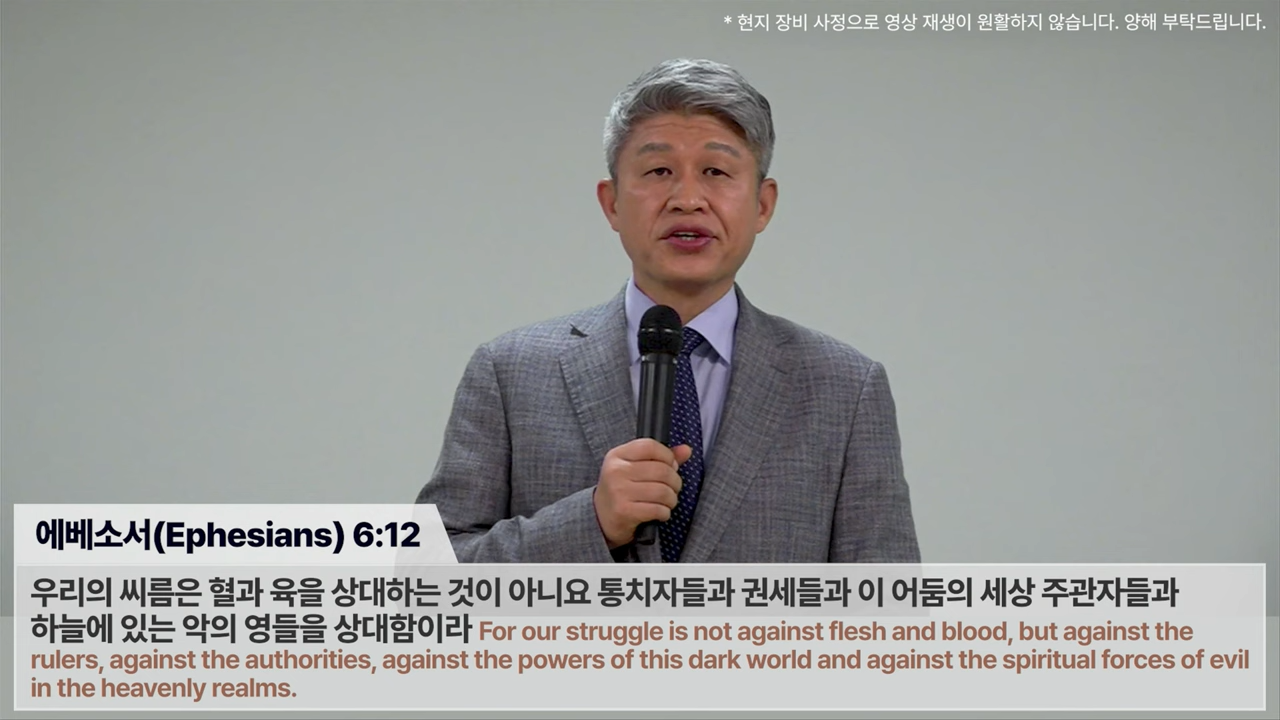 * 현지 장비 사정으로 영상 재생이 원활하지 않습니다. 양해 부탁드립니다.
에베소서(Ephesians) 6:12
우리의 씨름은 혈과 육을 상대하는 것이 아니요 통치자들과 권세들과 이 어둠의 세상 주관자들과
하늘에 있는 악의 영들을 상대함이라 For our struggle is not against flesh and blood, but against the
rulers, against the authorities, against the powers of this dark world and against the spiritual forces of evil
in the heavenly realms.